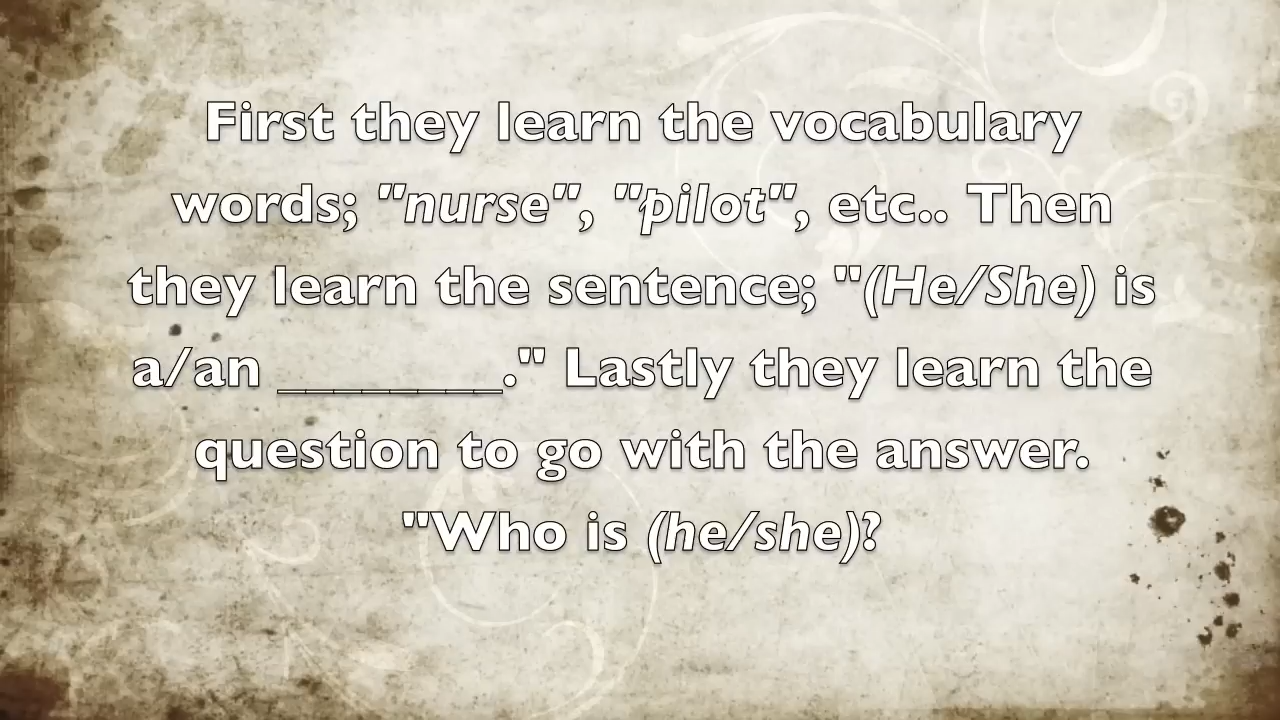 First they learn the vocabulary
words; "nurse", "pilot", etc.. Then
they learn the sentence; "(He/She) is
a/an ________." Lastly they learn the
question to go with the answer.
"Who is (he/she)?